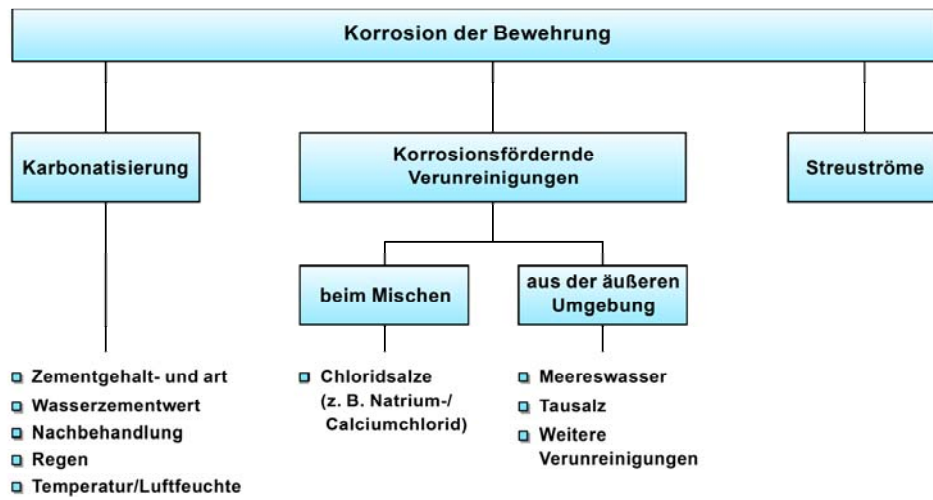 Korrosion der Bewehrung
Karbonatisierung
Korrosionsfördernde
Verunreinigungen
Streuströme
beim Mischen
aus der äußeren
Umgebung
Zementgehalt- und art
Wasserzementwert
Nachbehandlung
Regen
Temperatur/Luftfeuchte
Chloridsalze
(z. B. Natrium-/
Calciumchlorid)
Meereswasser
Tausalz
Weitere
Verunreinigungen